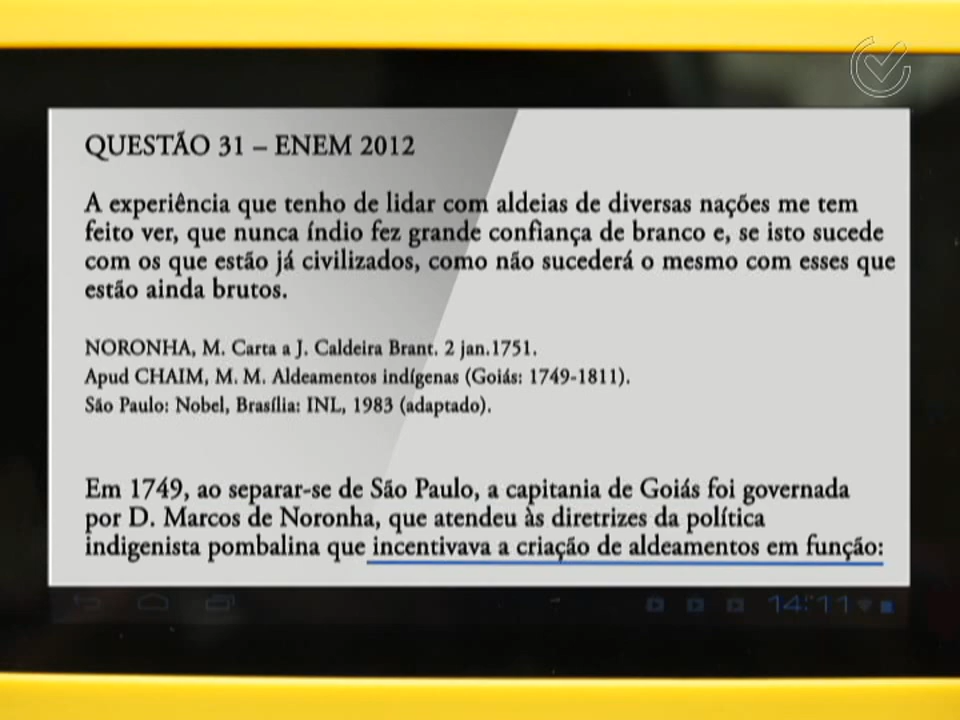 QUESTÃO 31 – ENEM 2012
A experiência que tenho de lidar com aldeias de diversas nações me tem
feito ver, que nunca índio fez grande confiança de branco e, se isto sucede
com os que estão já civilizados, como não sucederá o mesmo com esses que
estão ainda brutos.
NORONHA, M. Carta a J. Caldeira Brant. 2 jan.1751.
Apud CHAIM, M. M. Aldeamentos indígenas (Goiás: 1749-1811).
São Paulo: Nobel, Brasília: INL, 1983 (adaptado).
Em 1749, ao separar-se de São Paulo, a capitania de Goiás foi governada
por D. Marcos de Noronha, que atendeu às diretrizes da política
indigenista pombalina que incentivava a criação de aldeamentos em função:
14:11